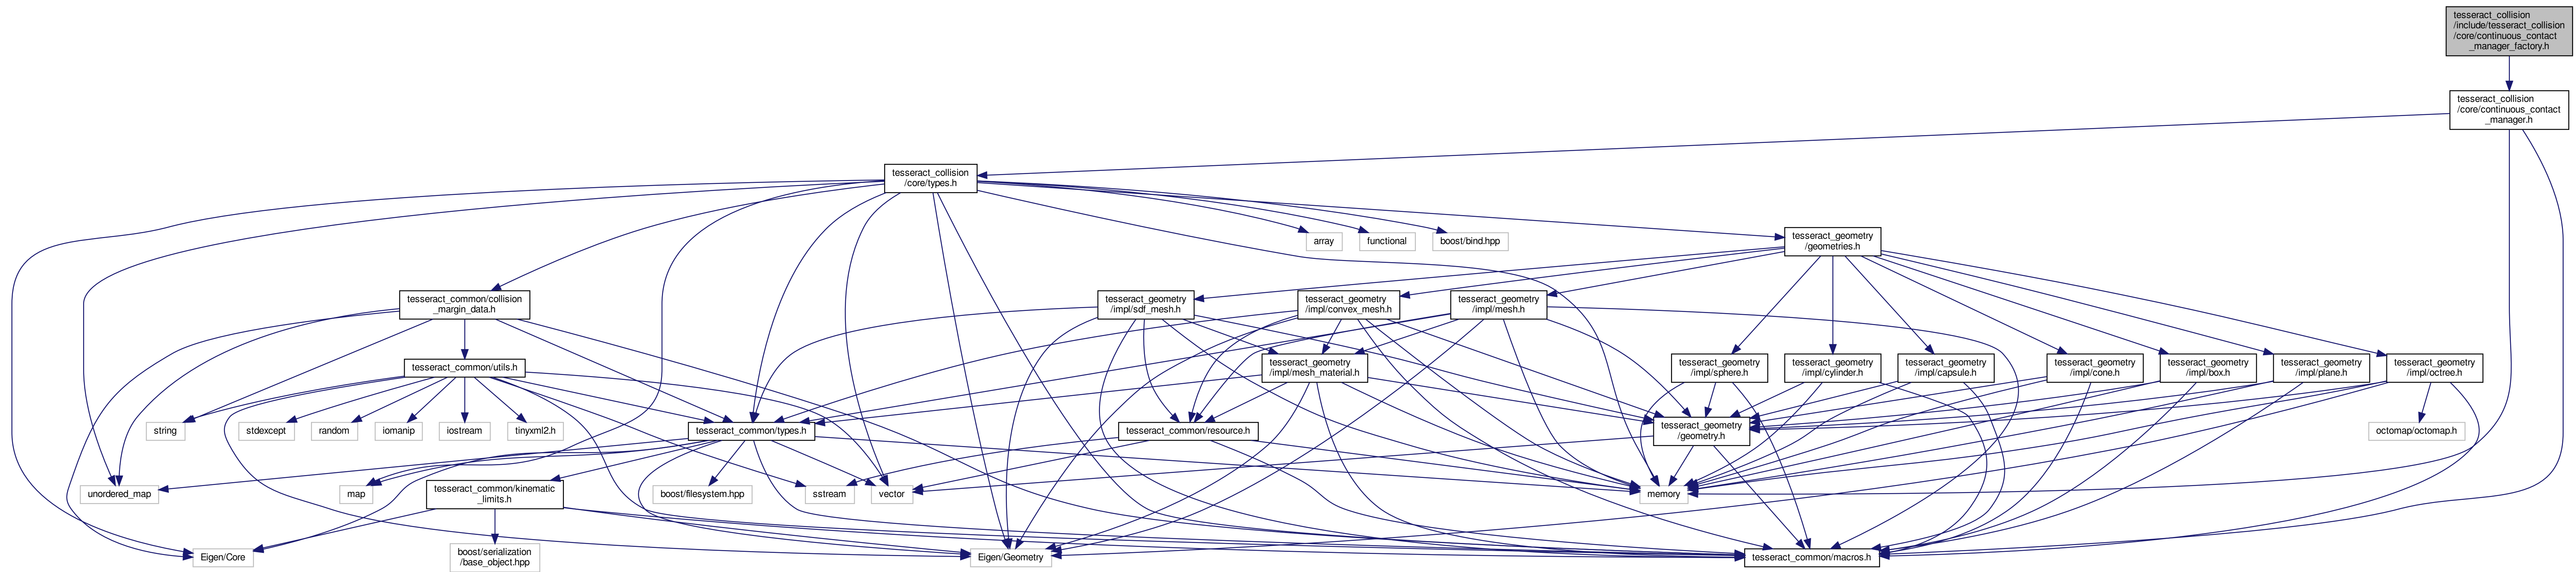 tesseract_collision
/include/tesseract_collision
/core/continuous_contact
_manager_factory.h
tesseract_collision
/core/continuous_contact
_manager.h
tesseract_collision
/core/types.h
array
functional
boost/bind.hpp
tesseract_geometry
/geometries.h
tesseract_common/collision
_margin_data.h
tesseract_geometry
/impl/sdf_mesh.h
tesseract_geometry
/impl/convex_mesh.h
tesseract_geometry
/impl/mesh.h
tesseract_common/utils.h
tesseract_geometry
/impl/mesh_material.h
tesseract_geometry
/impl/sphere.h
tesseract_geometry
/impl/cylinder.h
tesseract_geometry
/impl/capsule.h
tesseract_geometry
/impl/cone.h
tesseract_geometry
/impl/box.h
tesseract_geometry
/impl/plane.h
tesseract_geometry
/impl/octree.h
string
stdexcept
random
iomanip
iostream
tinyxml2.h
tesseract_common/types.h
tesseract_common/resource.h
tesseract_geometry
/geometry.h
octomap/octomap.h
unordered_map
map
tesseract_common/kinematic
_limits.h
boost/filesystem.hpp
sstream
vector
memory
Eigen/Core
boost/serialization
/base_object.hpp
Eigen/Geometry
tesseract_common/macros.h